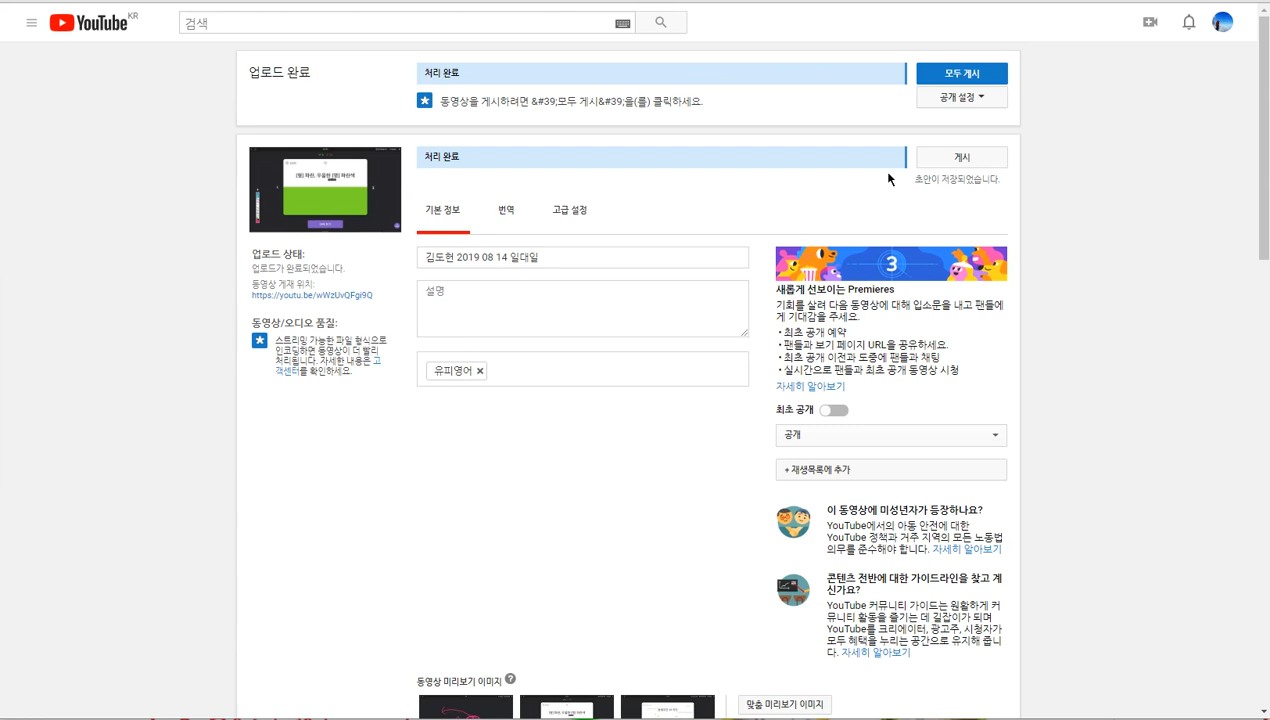 YouTube KR
검색
업로드 완료
처리 완료
모두 게시
동영상을 게시하려면 &#39;모두 게시&#39;을(를) 클릭하세요.
공개 설정
처리 완료
게시
초안이 저장되었습니다.
기본 정보
번역
고급 설정
업로드 상태:
업로드가 완료되었습니다.
동영상 게재 위치:
https://youtu.be/wWzUvQFgi9Q
동영상/오디오 품질:
스트리밍 가능한 파일 형식으로
인코딩하면 동영상이 더 빨리
처리됩니다. 자세한 내용은 고
객센터를 확인하세요.
김도헌 2019 08 14 일대일
설명
유피영어
3
새롭게 선보이는 Premieres
기회를 살려 다음 동영상에 대해 입소문을 내고 팬들에
게 기대감을 주세요.
• 최초 공개 예약
• 팬들과 보기 페이지 URL을 공유하세요.
• 최초 공개 이전과 도중에 팬들과 채팅
• 실시간으로 팬들과 최초 공개 동영상 시청
자세히 알아보기
최초 공개
공개
+ 재생목록에 추가
이 동영상에 미성년자가 등장하나요?
YouTube에서의 아동 안전에 대한
YouTube 정책과 거주 지역의 모든 노동법
의무를 준수해야 합니다. 자세히 알아보기
콘텐츠 전반에 대한 가이드라인을 찾고 계
신가요?
YouTube 커뮤니티 가이드는 원활하게 커
뮤니티 활동을 즐기는 데 길잡이가 되며
YouTube를 크리에이터, 광고주, 시청자가
모두 혜택을 누리는 공간으로 유지해 줍니
다. 자세히 알아보기
동영상 미리보기 이미지
맞춤 미리보기 이미지